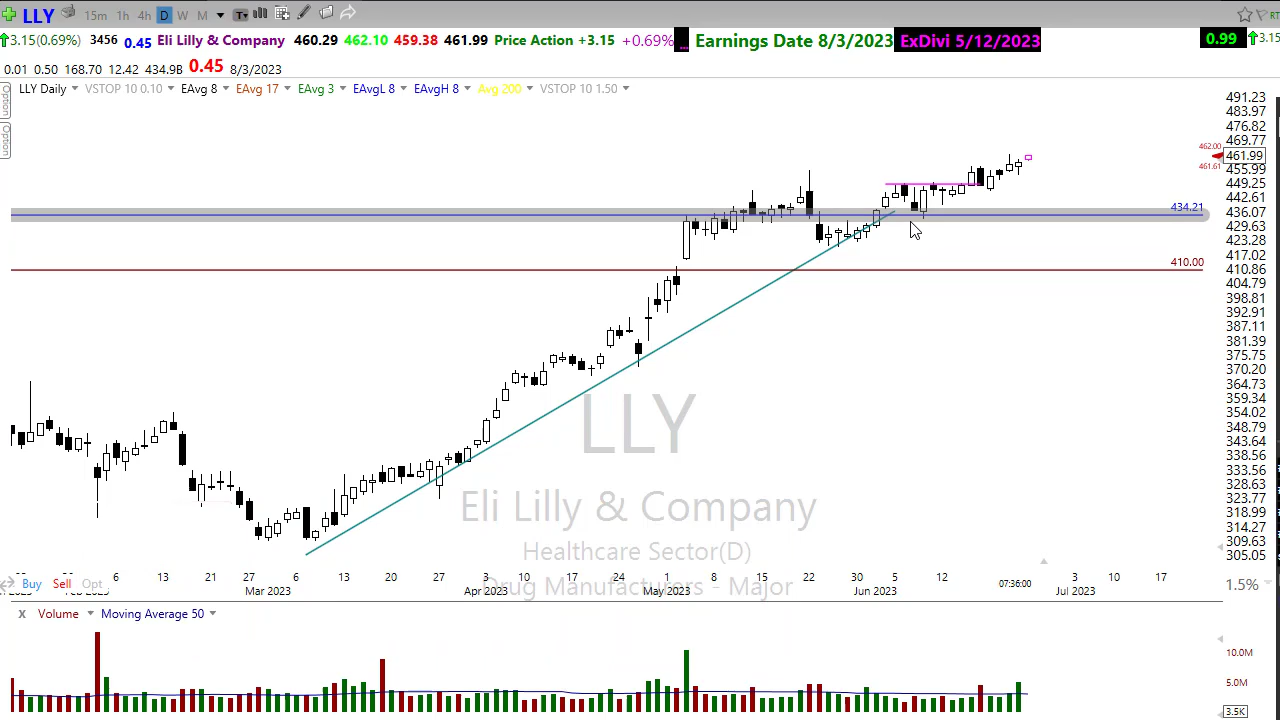 LLY 15m 1h 4h D W M T
3.15(0.69%) 3456 0.45 Eli Lilly & Company 460.29 462.10 459.38 461.99 Price Action +3.15 +0.69% ... Earnings Date 8/3/2023 ExDivi 5/12/2023 0.99 3.15
0.01 0.50 168.70 12.42 434.9B 0.45 8/3/2023
LLY Daily VSTOP 10 0.10 EAvg 8 EAvg 17 EAvg 3 EAvgL 8 EAvgH 8 Avg 200 VSTOP 10 1.50
Option
Option
491.23
483.97
476.82
469.77
462.00
461.99
461.61
455.99
449.25
442.61
434.21
436.07
429.63
423.28
417.02
410.00
410.86
404.79
398.81
392.91
387.11
381.39
375.75
370.20
364.73
359.34
354.02
348.79
343.64
338.56
333.56
328.63
323.77
318.99
314.27
309.63
305.05
LLY
Eli Lilly & Company
Healthcare Sector(D)
Drug Manufacturers - Major
6 13 21 27 6 13 20 27 3 10 17 24 1 8 15 22 30 5 12 07:36:00 3 10 17
Mar 2023 Apr 2023 May 2023 Jun 2023 Jul 2023
Buy Sell Opt 1.5%
X Volume Moving Average 50
10.0M
5.0M
3.5K